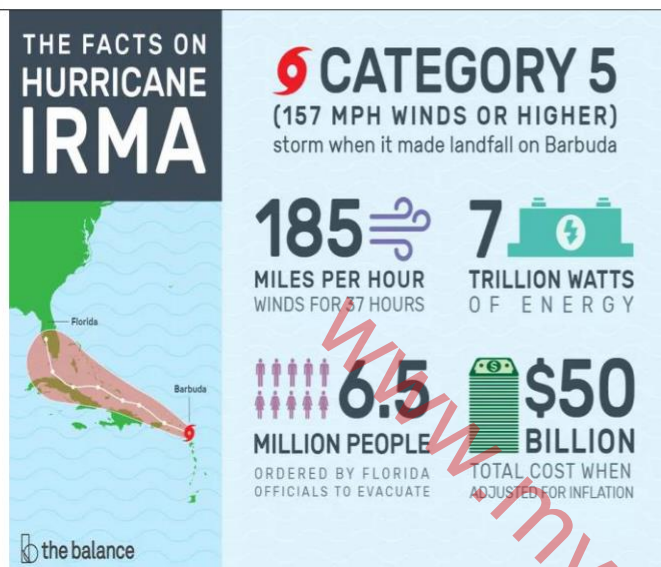 THE FACTS ON
HURRICANE
IRMA
CATEGORY 5
(157 MPH WINDS OR HIGHER)
storm when it made landfall on Barbuda
185
MILES PER HOUR
WINDS FOR 37 HOURS
7
TRILLION WATTS
OF ENERGY
Florida
Barbuda
6.5
MILLION PEOPLE
ORDERED BY FLORIDA
OFFICIALS TO EVACUATE
$
$50
BILLION
TOTAL COST WHEN
ADJUSTED FOR INFLATION
b the balance
www.my